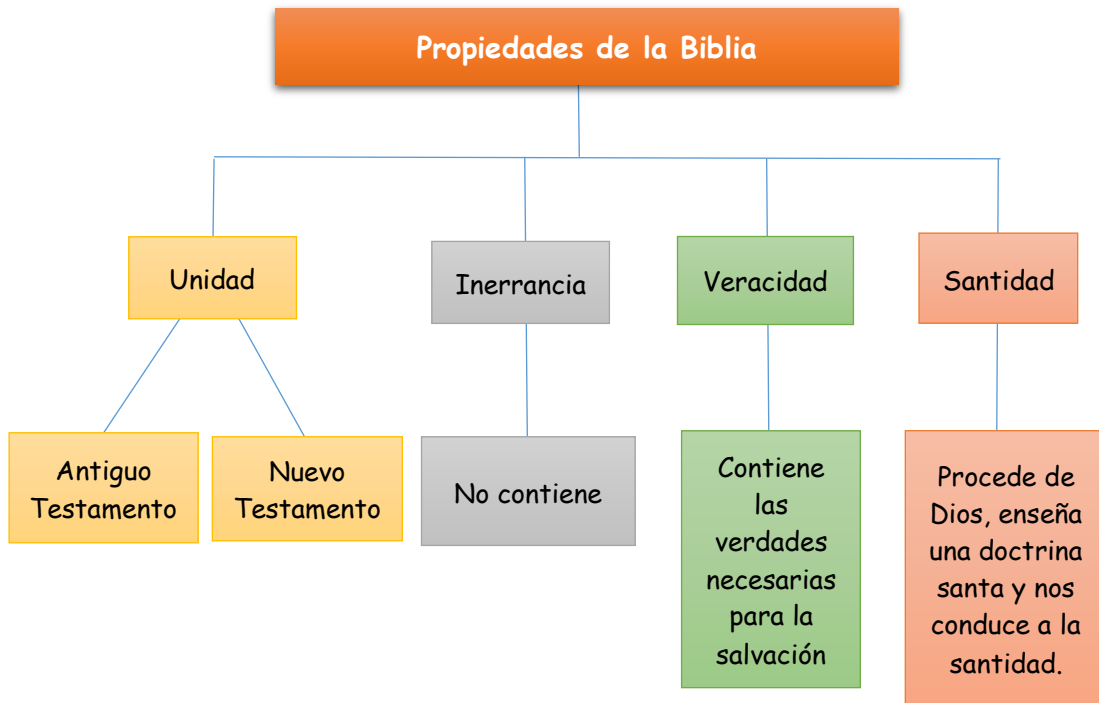 Propiedades de la Biblia
Unidad
Inerrancia
Veracidad
Santidad
Antiguo
Testamento
Nuevo
Testamento
No contiene
Contiene
las
verdades
necesarias
para la
salvación
Procede de
Dios, enseña
una doctrina
santa y nos
conduce a la
santidad.